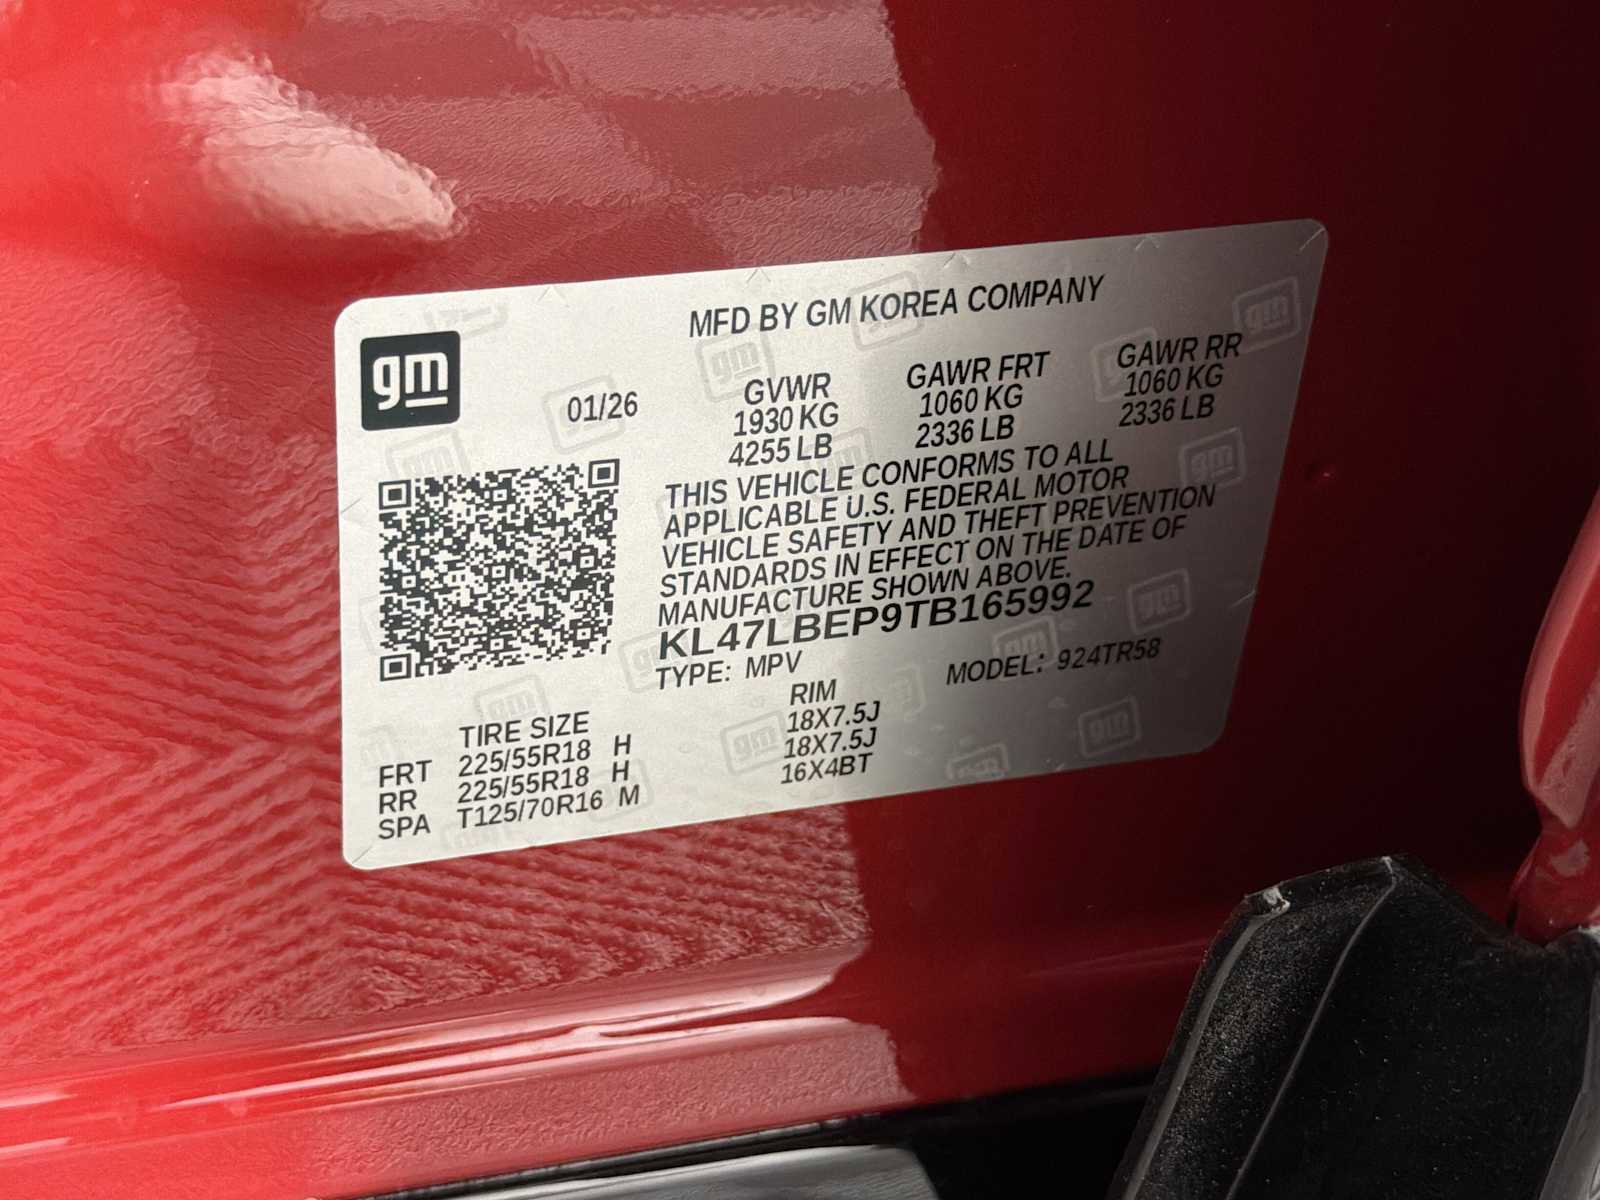 MFD BY GM KOREA COMPANY
gm
01/26
GVWR GAWR FRT GAWR RR
1930 KG 1060 KG 1060 KG
4255 LB 2336 LB 2336 LB
THIS VEHICLE CONFORMS TO ALL
APPLICABLE U.S. FEDERAL MOTOR
VEHICLE SAFETY AND THEFT PREVENTION
STANDARDS IN EFFECT ON THE DATE OF
MANUFACTURE SHOWN ABOVE.
KL47LBEP9TB165992
TYPE: MPV MODEL: 924TR58
TIRE SIZE RIM
FRT 225/55R18 H 18X7.5J
RR 225/55R18 H 18X7.5J
SPA T125/70R16 M 16X4BT